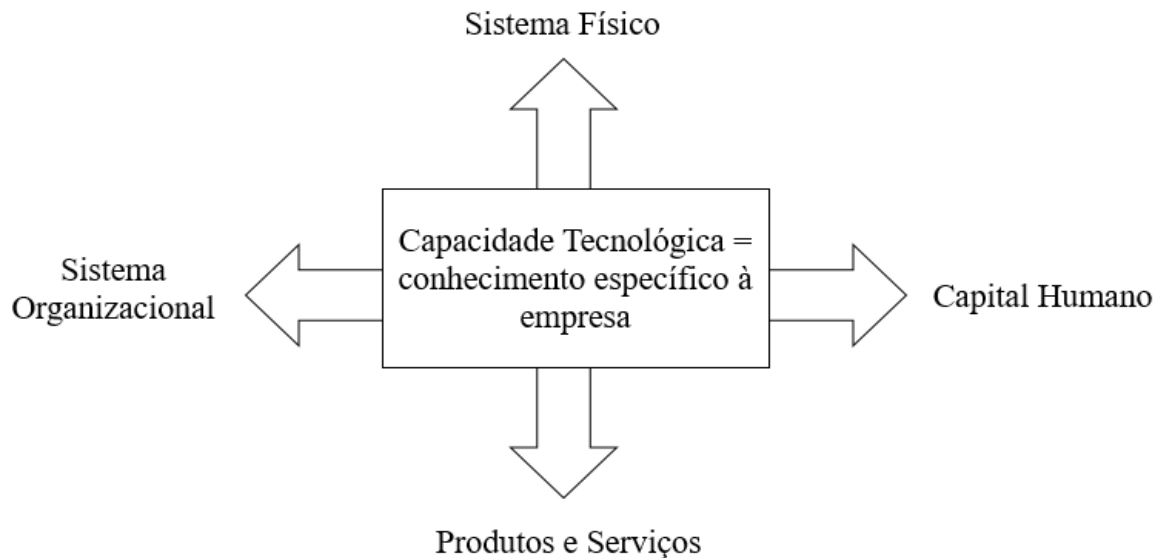 Sistema Físico
Capacidade Tecnológica =
conhecimento específico à
empresa
Sistema
Organizacional
Capital Humano
Produtos e Serviços